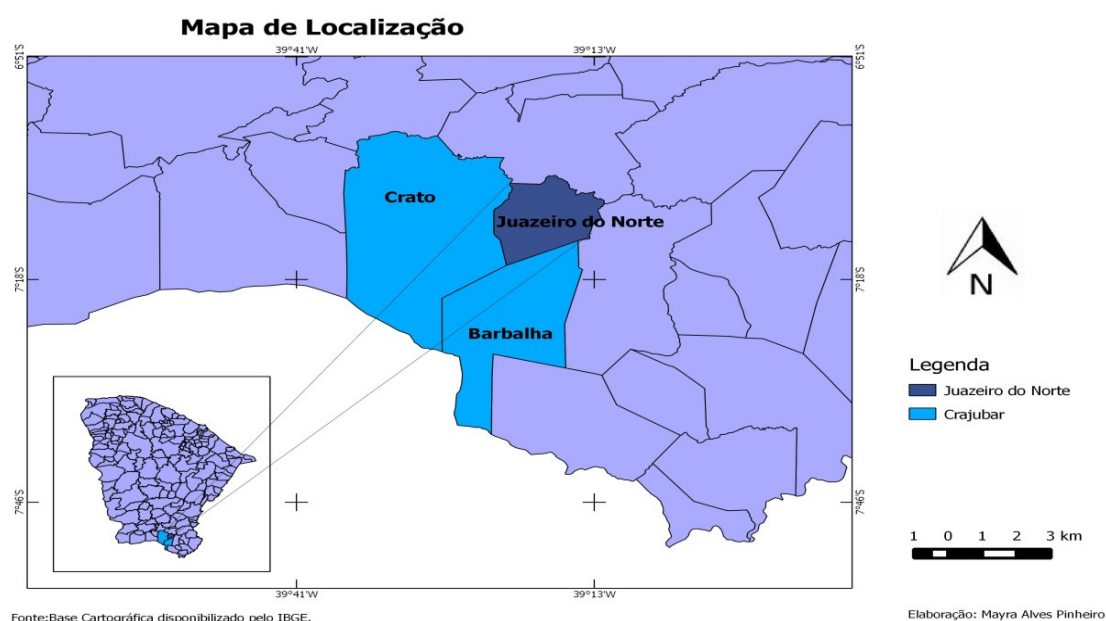 Mapa de Localização
39°41'W
39°13'W
6°51'S
6°51'S
Crato
Juazeiro do Norte
7°18'S
7°18'S
Barbalha
N
Legenda
Juazeiro do Norte
Crajubar
7°46'S
7°46'S
1 0 1 2 3 km
39°41'W
39°13'W
Fonte:Base Cartográfica disponibilizado pelo IBGE.
Elaboração: Mayra Alves Pinheiro